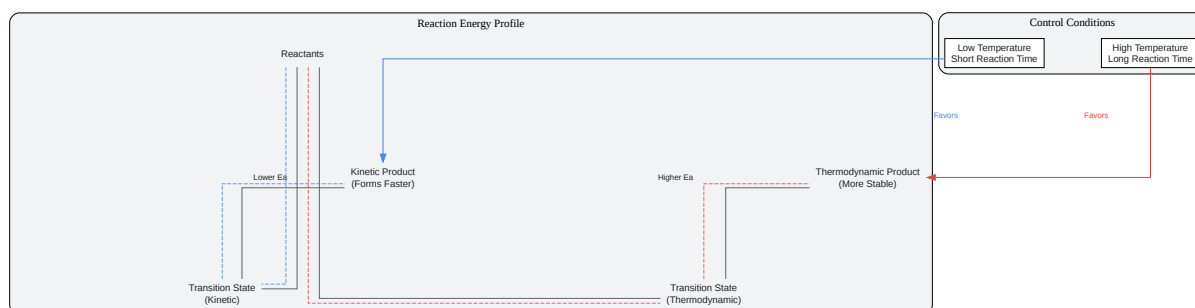 Reaction Energy Profile
Control Conditions
Reactants
Low Temperature
Short Reaction Time
High Temperature
Long Reaction Time
Favors
Favors
Lower Ea
Kinetic Product
(Forms Faster)
Higher Ea
Thermodynamic Product
(More Stable)
Transition State
(Kinetic)
Transition State
(Thermodynamic)